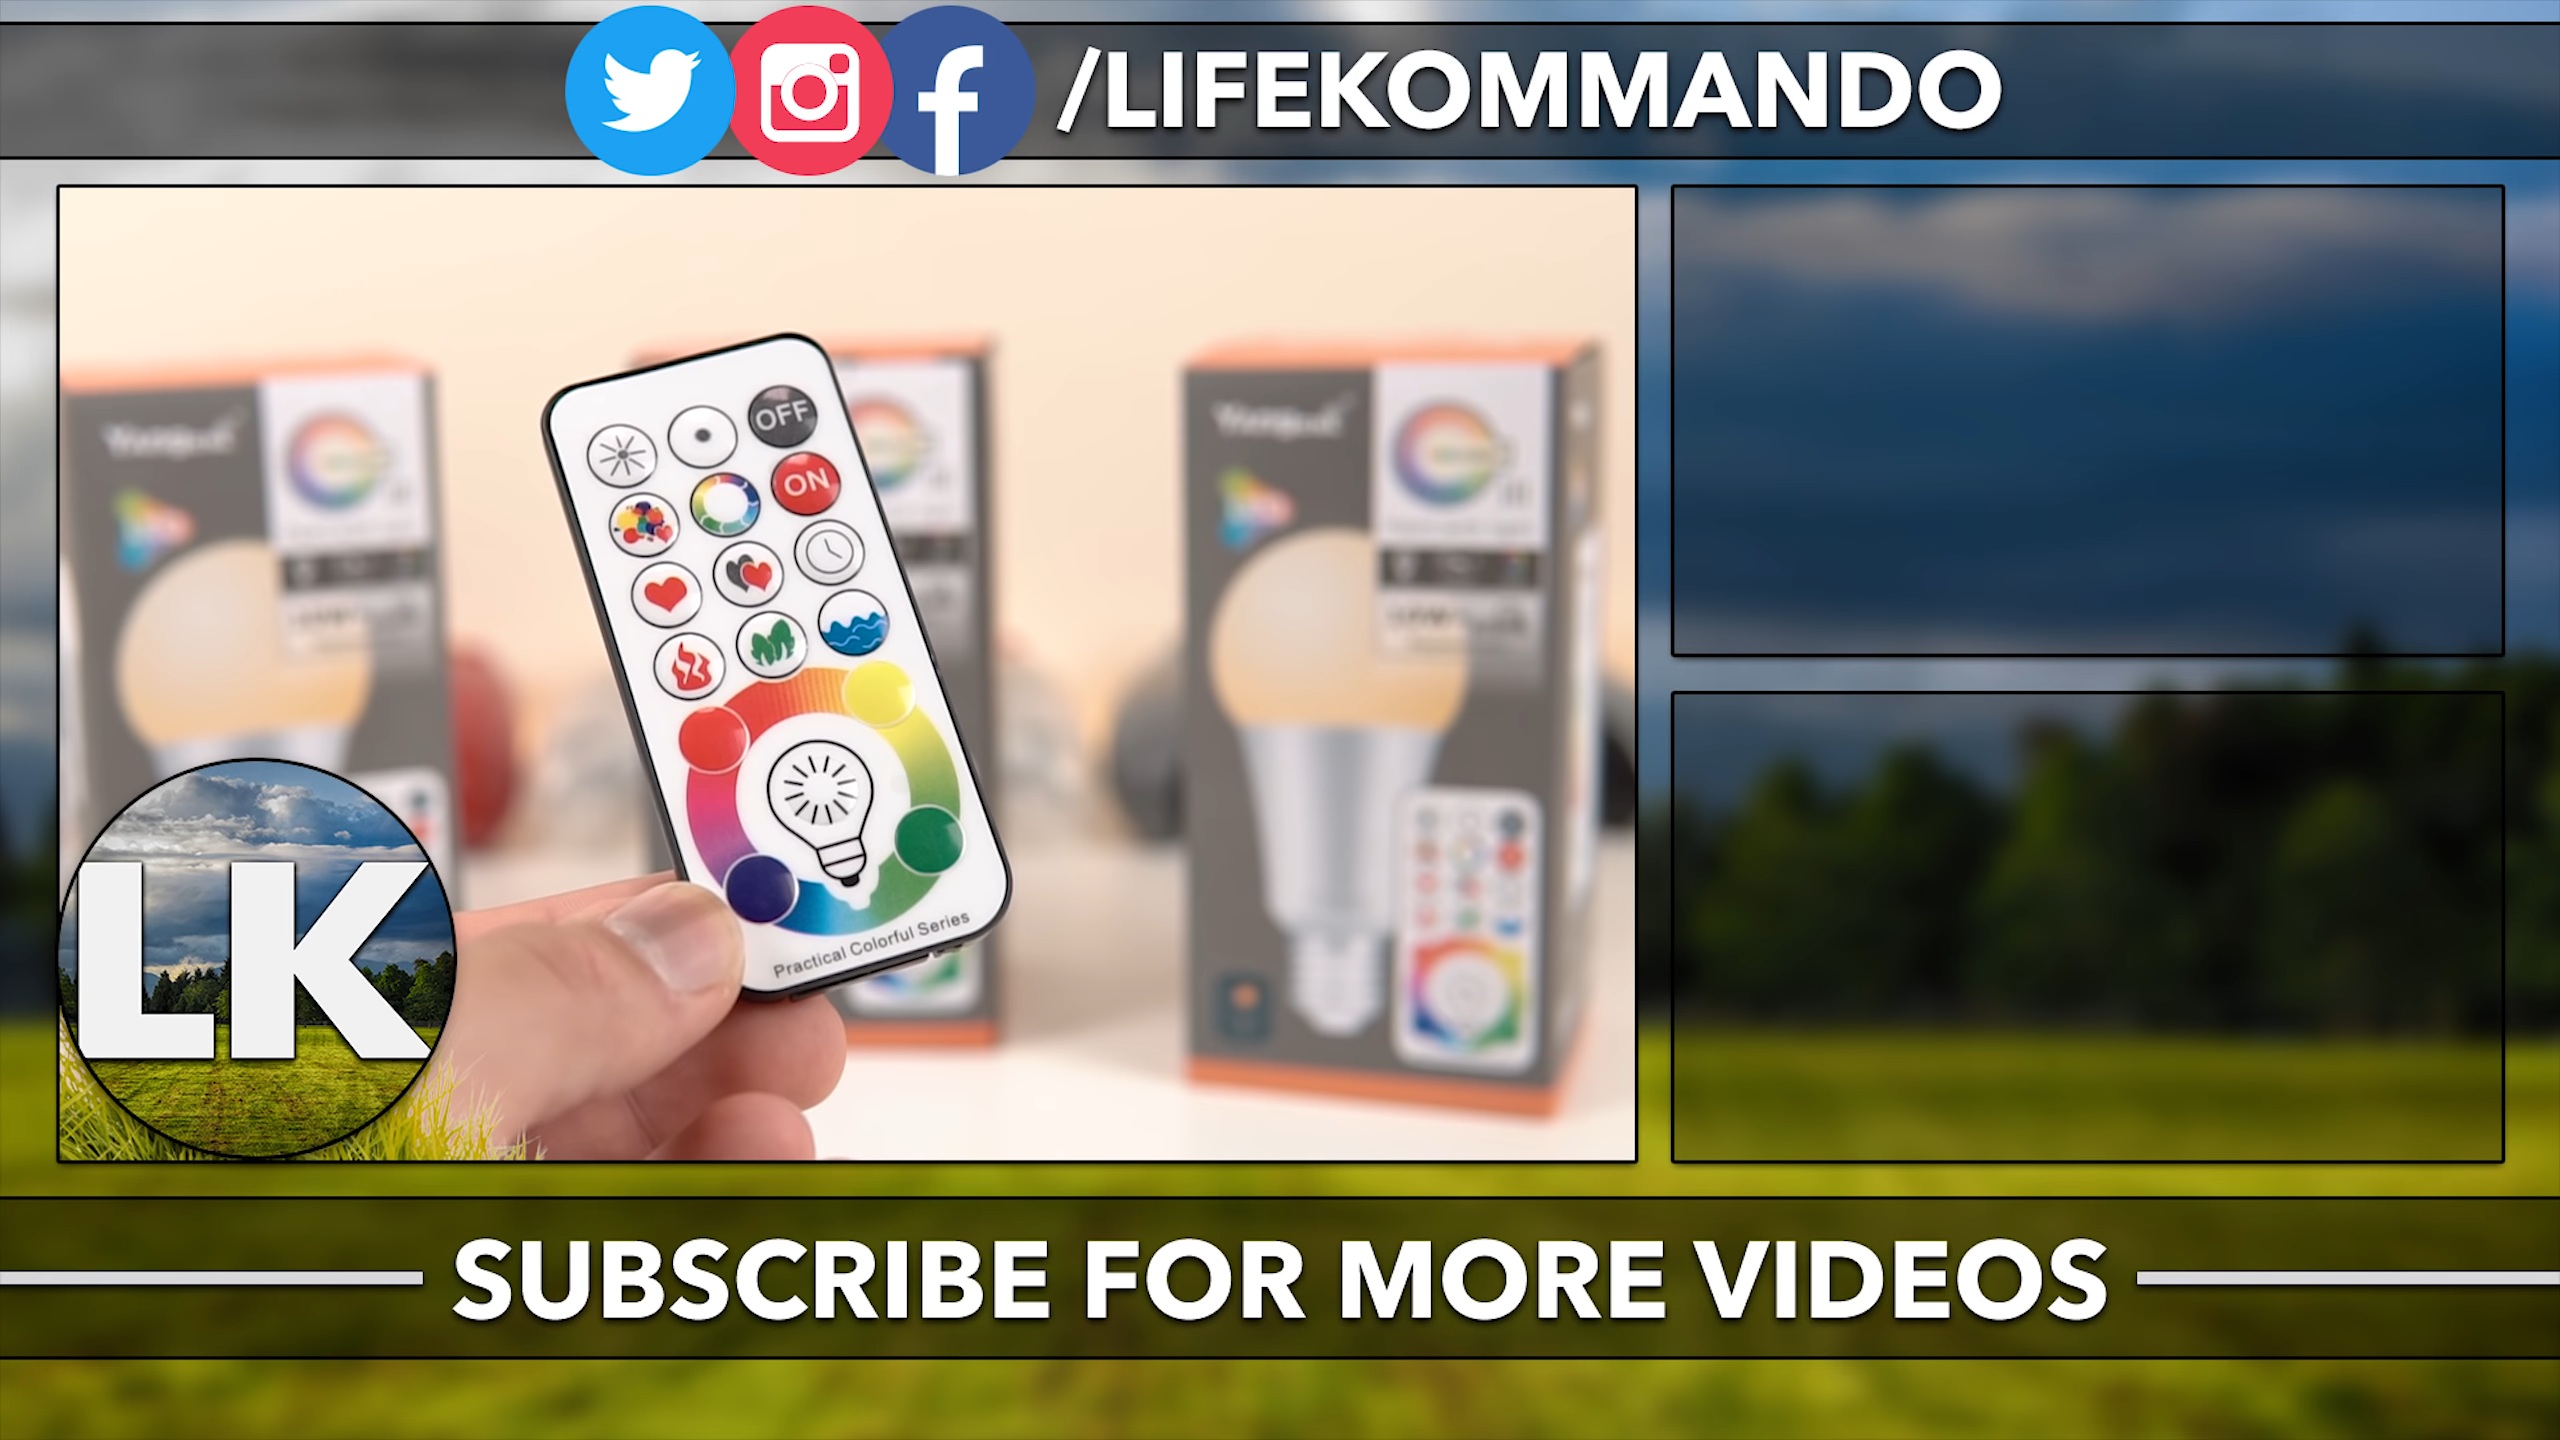 /LIFEKOMMANDO
OFF
ON
Practical Colorful Series
LK
SUBSCRIBE FOR MORE VIDEOS